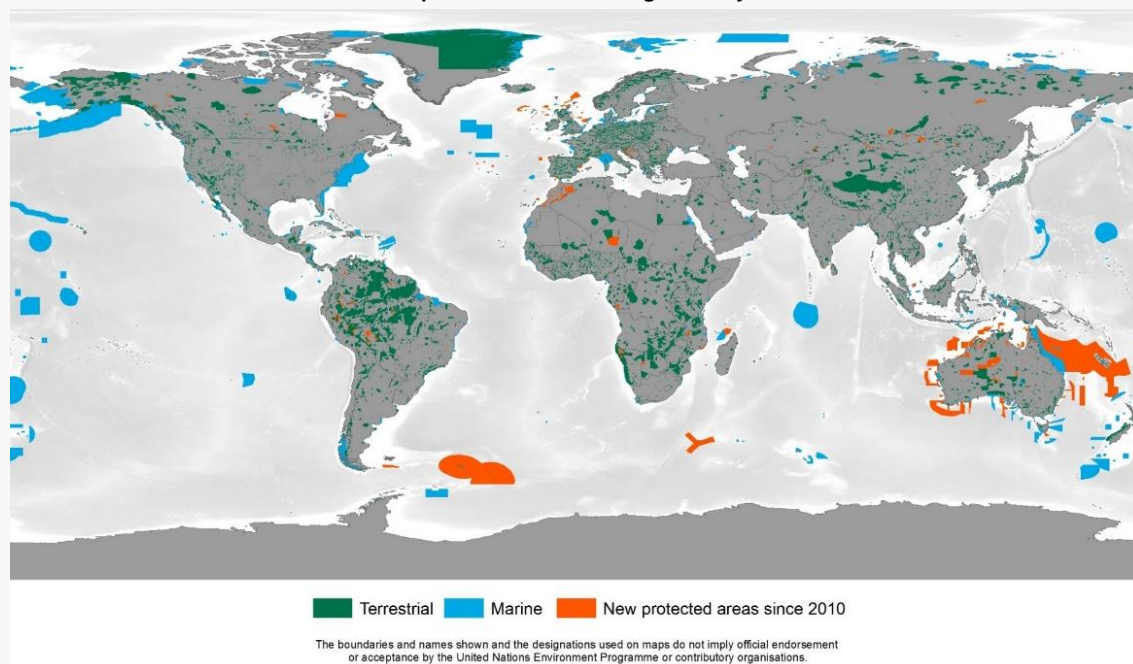 Terrestrial Marine New protected areas since 2010
The boundaries and names shown and the designations used on maps do not imply official endorsement
or acceptance by the United Nations Environment Programme or contributory organisations.